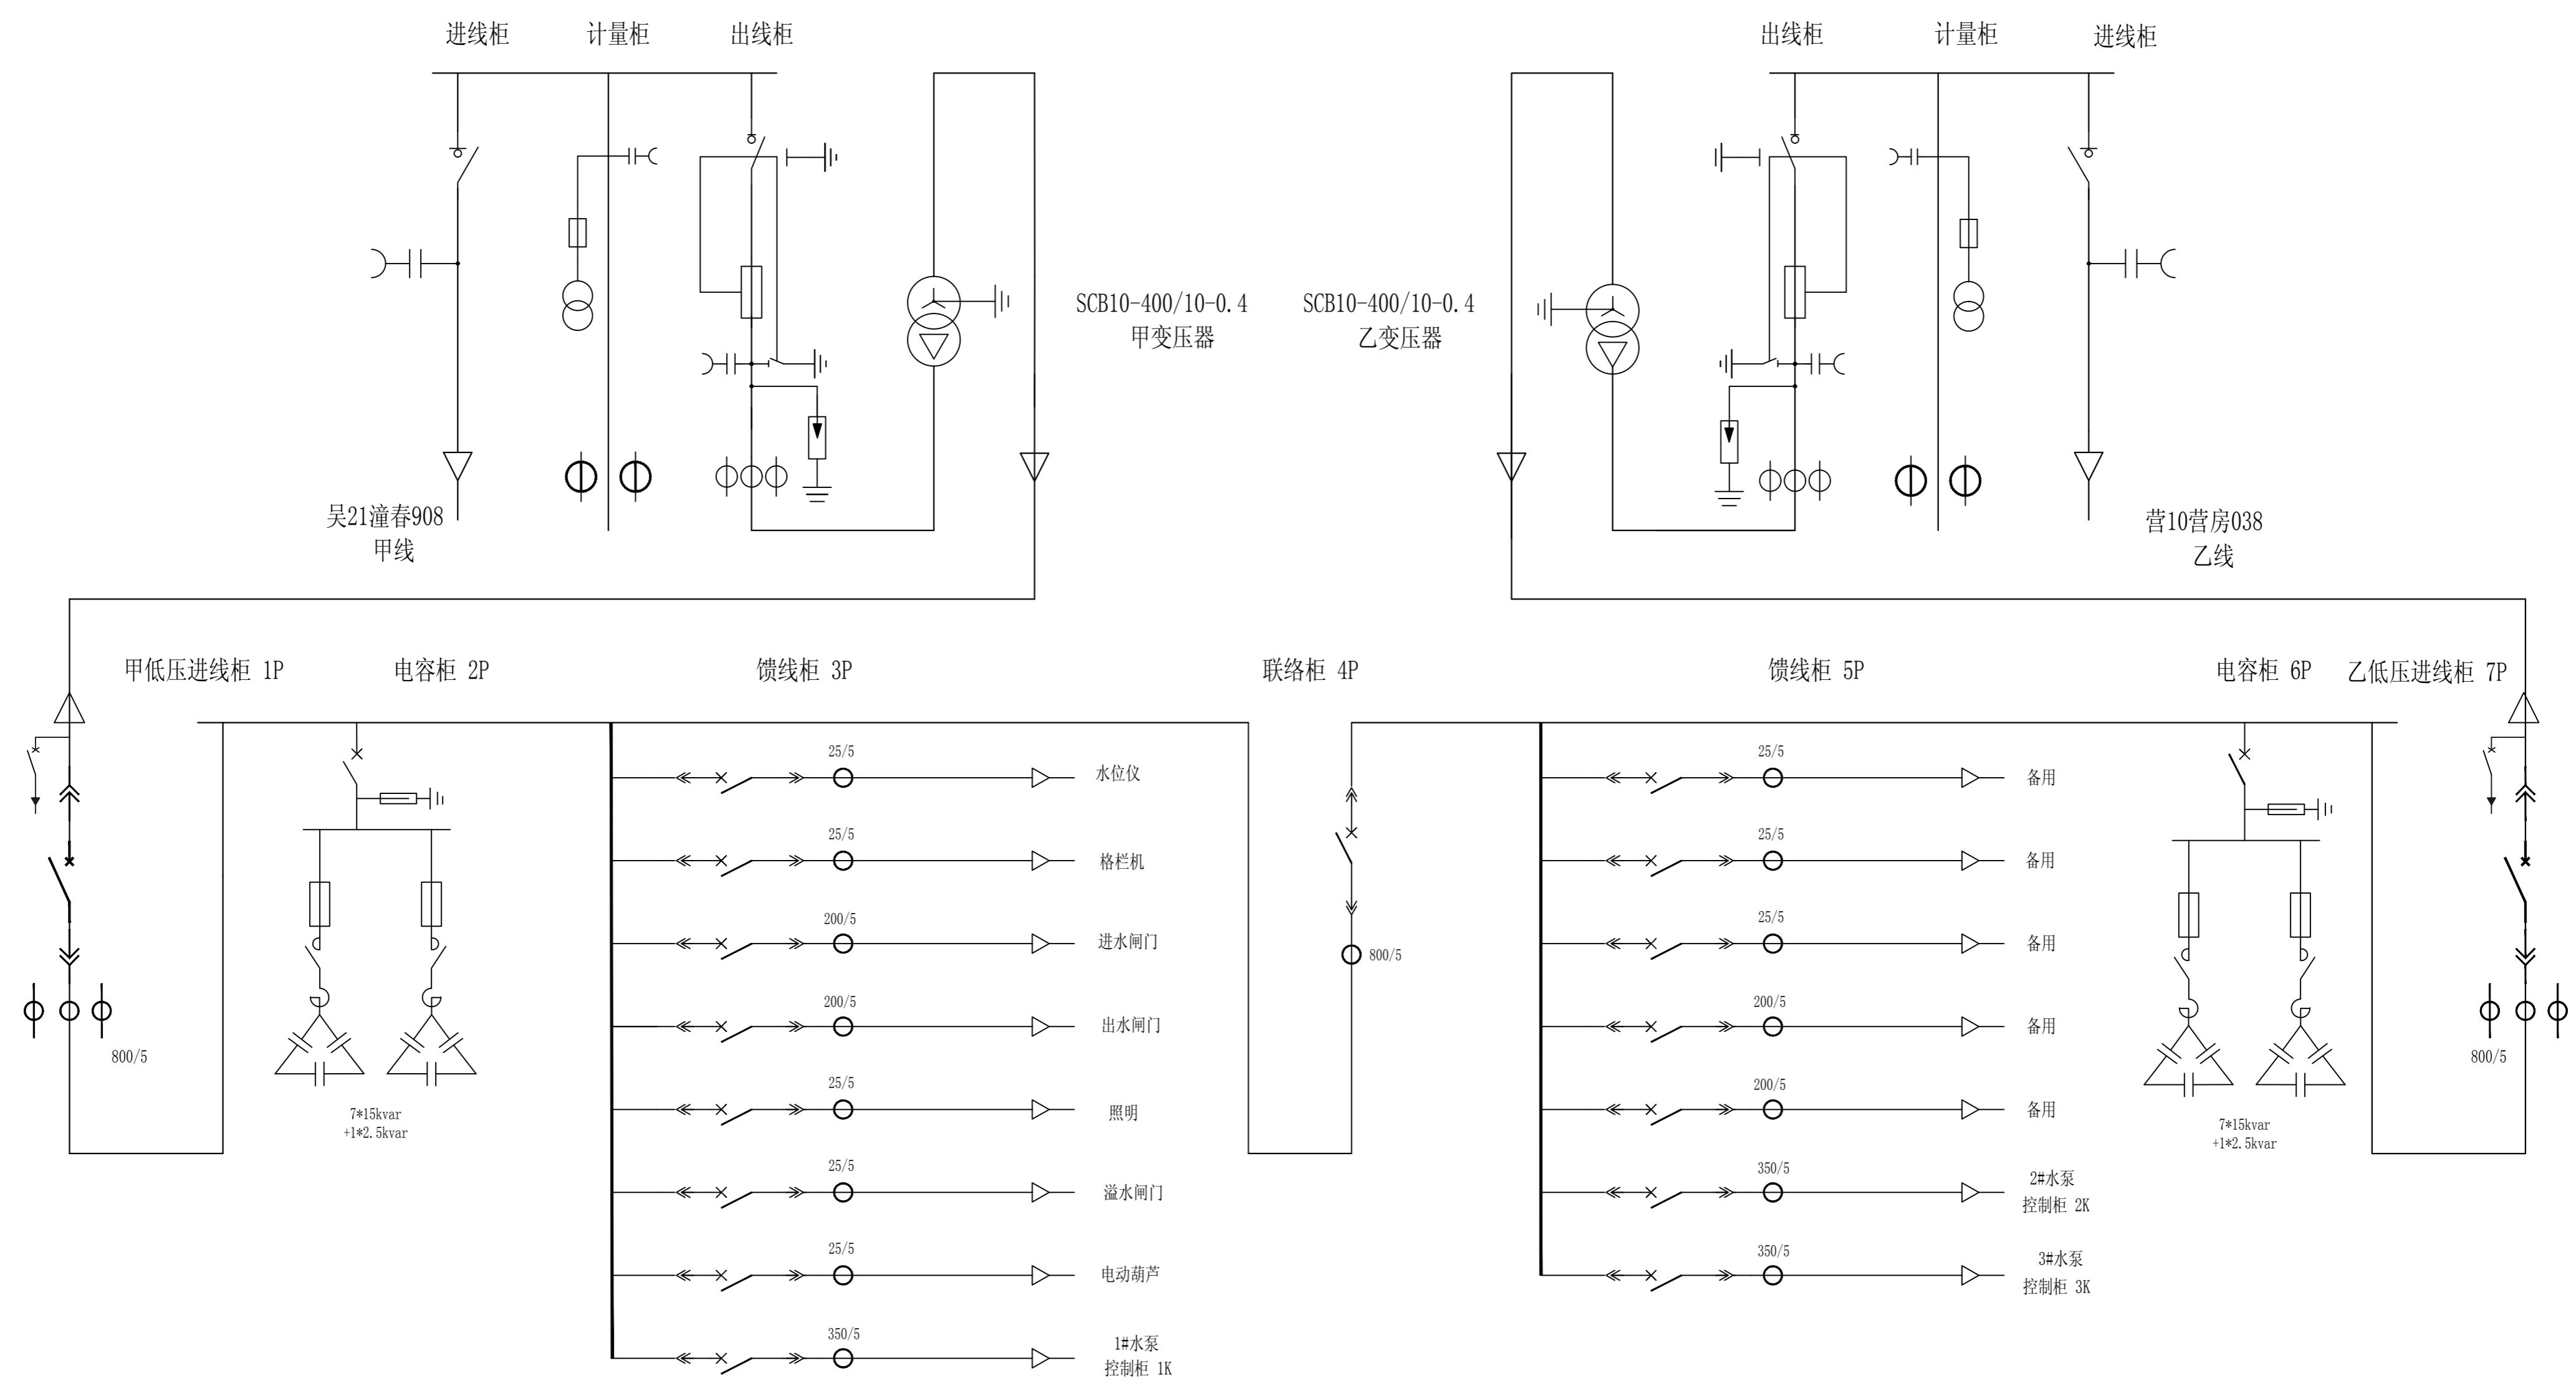 进线柜 计量柜 出线柜 出线柜 计量柜 进线柜
SCB10-400/10-0.4
甲变压器
SCB10-400/10-0.4
乙变压器
吴21潼春908
甲线
营10营房038
乙线
甲低压进线柜 1P 电容柜 2P 馈线柜 3P 联络柜 4P 馈线柜 5P 电容柜 6P 乙低压进线柜 7P
800/5
7*15kvar
+1*2.5kvar
25/5
水位仪
25/5
格栏机
200/5
进水闸门
200/5
出水闸门
25/5
照明
25/5
溢水闸门
25/5
电动葫芦
350/5
1#水泵
控制柜 1K
800/5
25/5
备用
25/5
备用
25/5
备用
200/5
备用
200/5
备用
350/5
2#水泵
控制柜 2K
350/5
3#水泵
控制柜 3K
7*15kvar
+1*2.5kvar
800/5